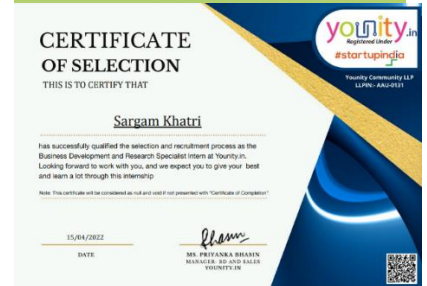 CERTIFICATE
OF SELECTION
THIS IS TO CERTIFY THAT
Sargam Khatri
has successfully qualified the selection and recruitment process as the
Business Development and Research Specialist Intern at Younity.in.
Looking forward to work with you, and we expect you to give your best
and learn a lot through this internship
Note: This certificate will be considered as null and void if not presented with "Certificate of Completion"
15/04/2022
DATE
MS. PRIYANKA BHASIN
MANAGER- BD AND SALES
YOUNITY.IN
younity.in
Registered Under
#startupindia
Younity Community LLP
LLPIN:- AAU-0131